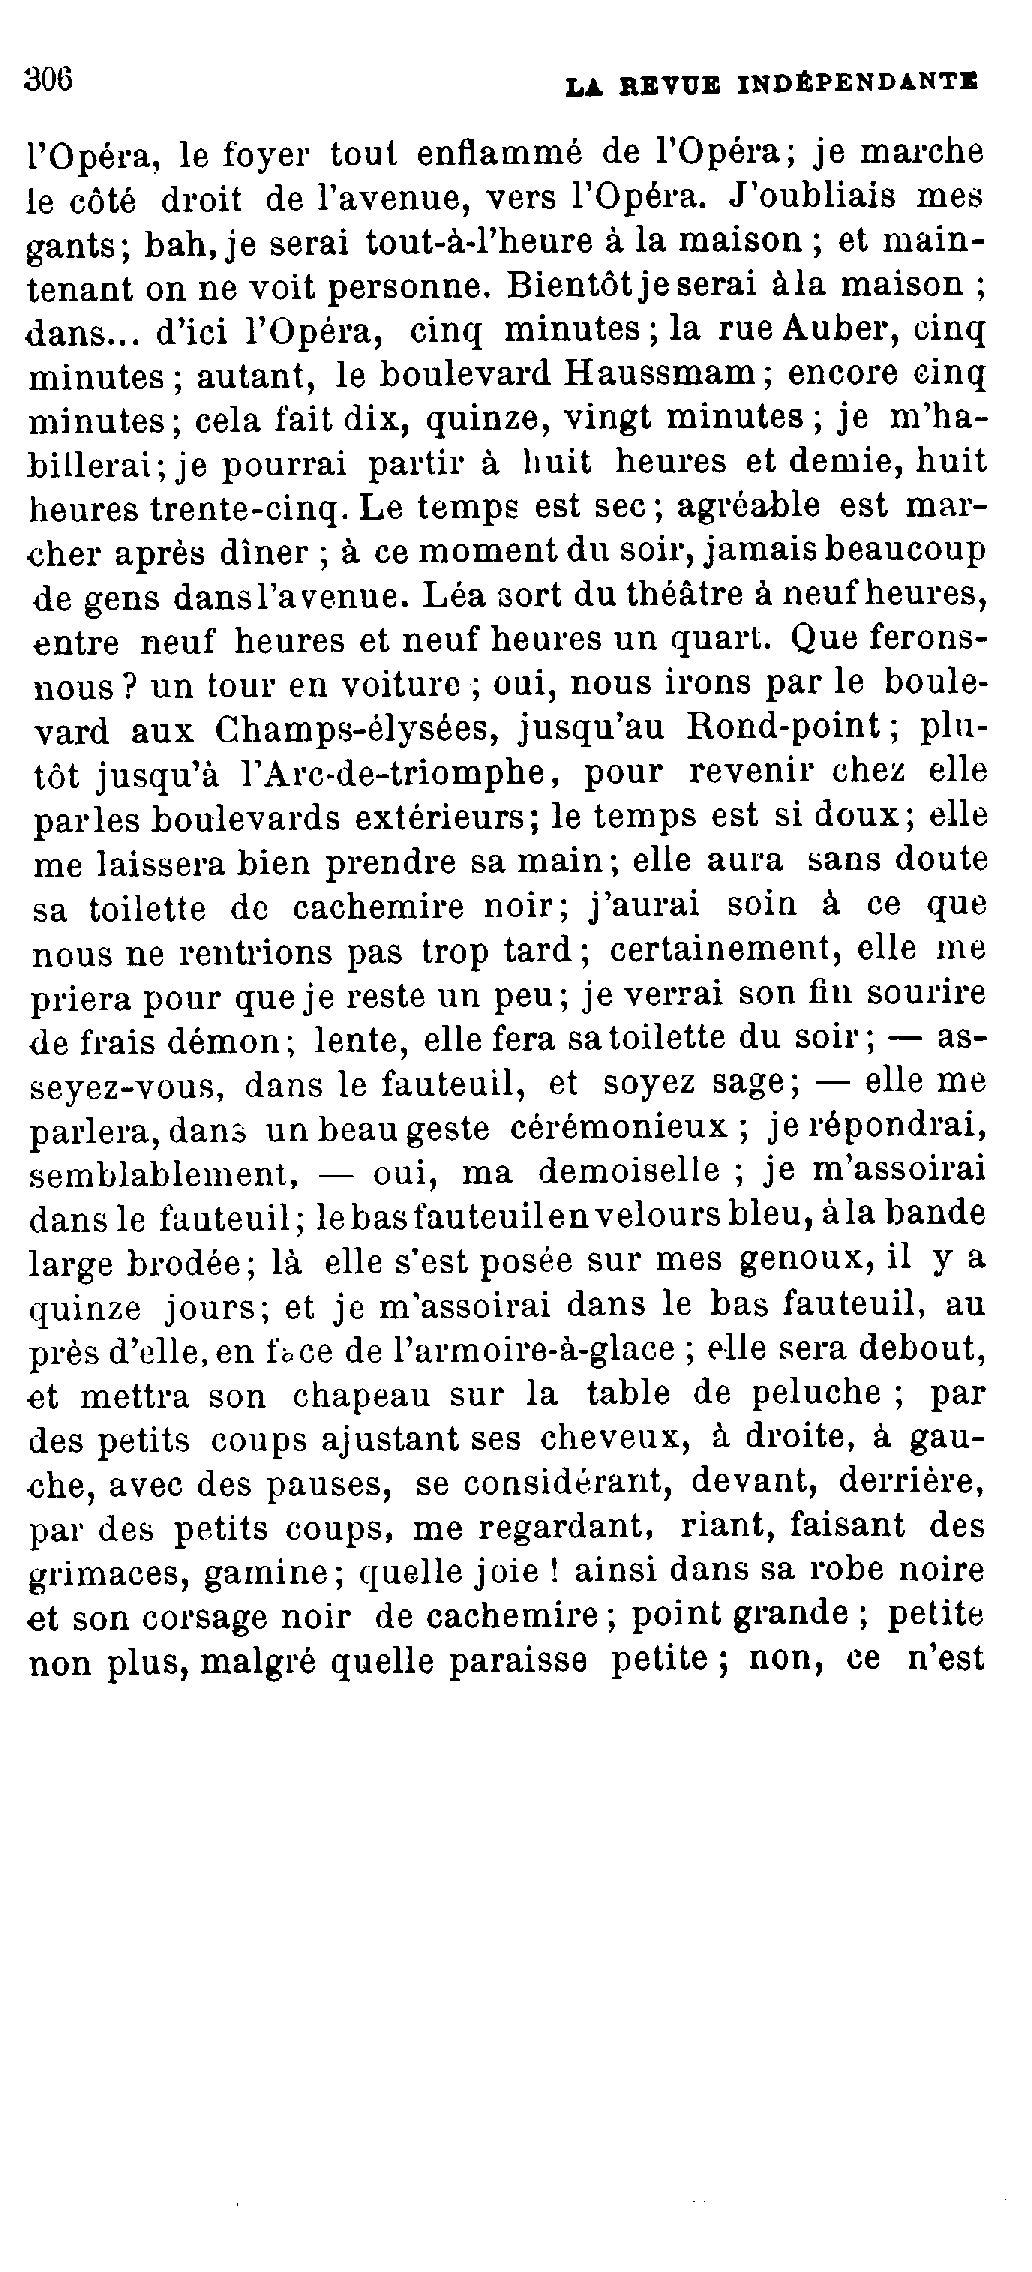 306
LA REVUE INDÉPENDANTE
l'Opéra, le foyer tout enflammé de l'Opéra; je marche
le côté droit de l'avenue, vers l'Opéra. J'oubliais mes
gants; bah, je serai tout-à-l'heure à la maison ; et main-
tenant on ne voit personne. Bientôt je serai à la maison ;
dans... d'ici l'Opéra, cinq minutes ; la rue Auber, cinq
minutes ; autant, le boulevard Haussmam ; encore cinq
minutes ; cela fait dix, quinze, vingt minutes ; je m'ha-
billerai ; je pourrai partir à huit heures et demie, huit
heures trente-cinq. Le temps est sec ; agréable est mar-
cher après dîner ; à ce moment du soir, jamais beaucoup
de gens dans l'avenue. Léa sort du théâtre à neuf heures,
entre neuf heures et neuf heures un quart. Que ferons-
nous ? un tour en voiture ; oui, nous irons par le boule-
vard aux Champs-élysées, jusqu'au Rond-point ; plu-
tôt jusqu'à l'Arc-de-triomphe, pour revenir chez elle
par les boulevards extérieurs; le temps est si doux; elle
me laissera bien prendre sa main; elle aura sans doute
sa toilette de cachemire noir; j'aurai soin à ce que
nous ne rentrions pas trop tard ; certainement, elle me
priera pour que je reste un peu; je verrai son fin sourire
de frais démon; lente, elle fera sa toilette du soir; — as-
seyez-vous, dans le fauteuil, et soyez sage; — elle me
parlera, dans un beau geste cérémonieux ; je répondrai,
semblablement, — oui, ma demoiselle ; je m'assoirai
dans le fauteuil; le bas fauteuil en velours bleu, à la bande
large brodée; là elle s'est posée sur mes genoux, il y a
quinze jours; et je m'assoirai dans le bas fauteuil, au
près d'elle, en face de l'armoire-à-glace ; elle sera debout,
et mettra son chapeau sur la table de peluche ; par
des petits coups ajustant ses cheveux, à droite, à gau-
che, avec des pauses, se considérant, devant, derrière,
par des petits coups, me regardant, riant, faisant des
grimaces, gamine; quelle joie ! ainsi dans sa robe noire
et son corsage noir de cachemire ; point grande ; petite
non plus, malgré quelle paraisse petite ; non, ce n'est